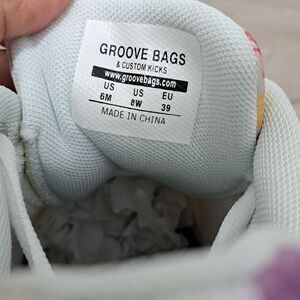 GROOVE BAGS
& CUSTOM KICKS
www.groovebags.com
US US EU
6M 8W 39
MADE IN CHINA